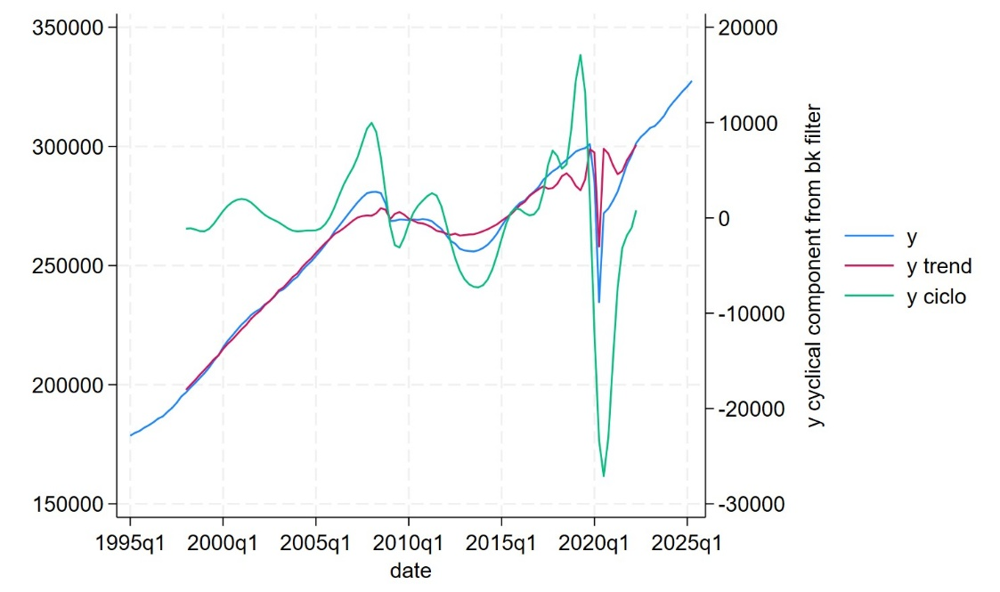 350000
300000
250000
200000
150000
20000
10000
0
-10000
-20000
-30000
y cyclical component from bk filter
1995q1 2000q1 2005q1 2010q1 2015q1 2020q1 2025q1
date
y
y trend
y ciclo